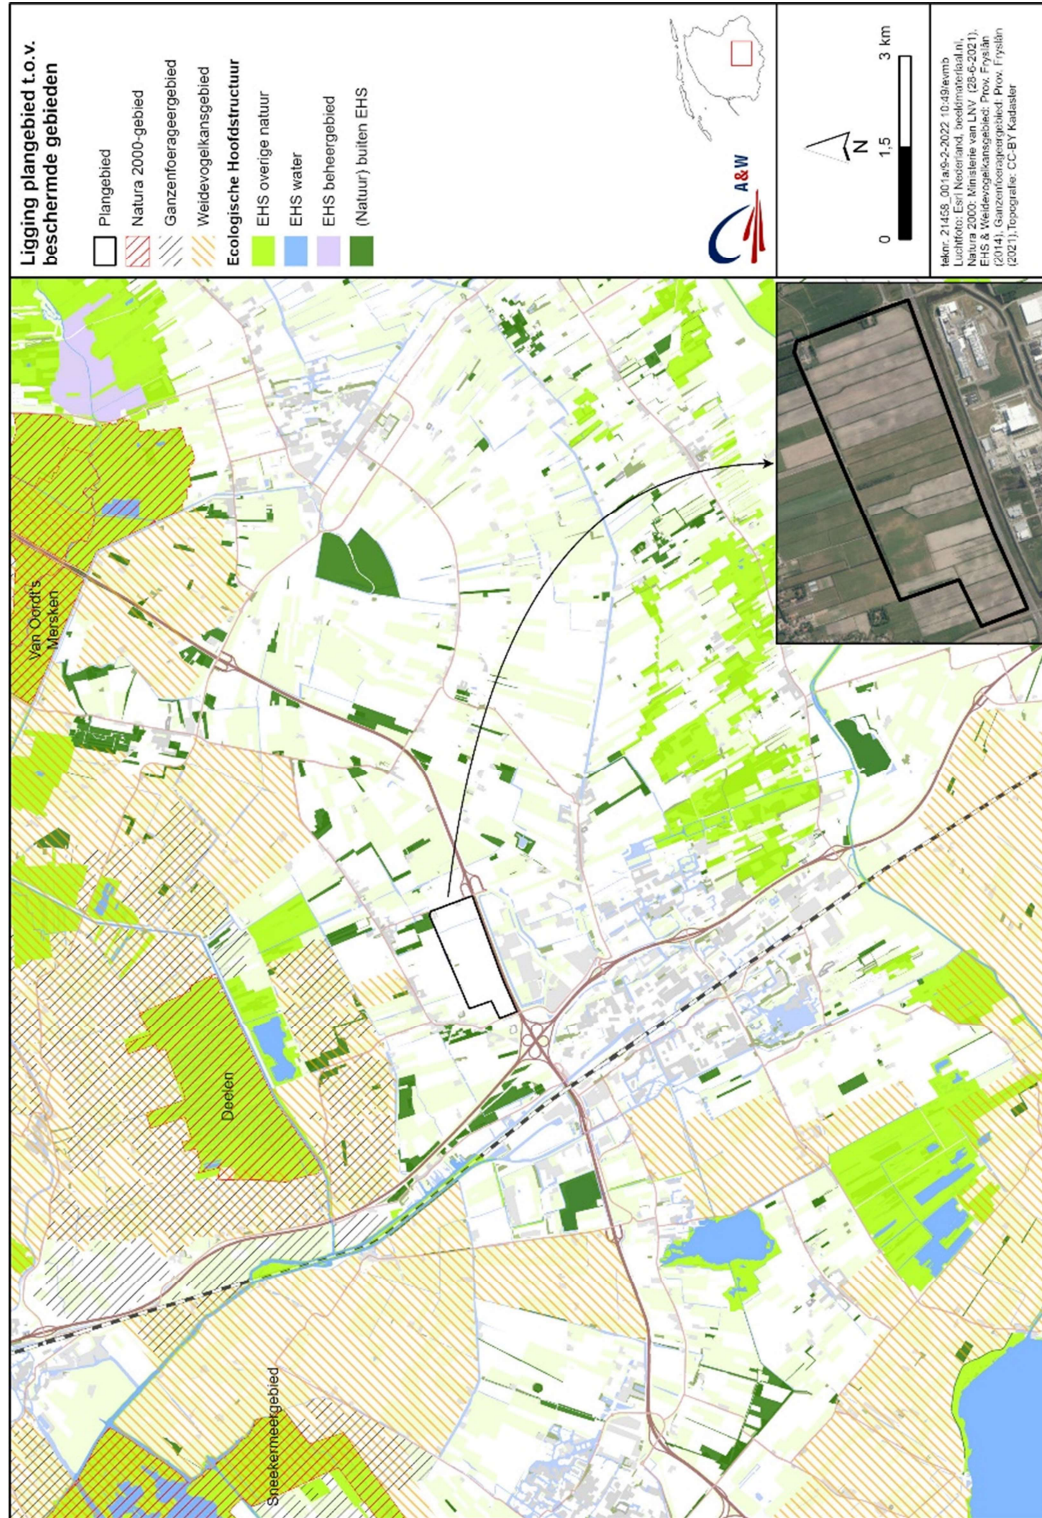 Ligging plangebied t.o.v.
beschermde gebieden
Plangebied
Natura 2000-gebied
Ganzenfoerageergebied
Weidevogelkansgebied
Ecologische Hoofdstructuur
EHS overige natuur
EHS water
EHS beheergebied
(Natuur) buiten EHS
A&W
N
0
1,5
3 km
teknr. 21458_001a/9-2-2022 10:49/evmb
Luchtfoto: Esri Nederland, beeldmateriaal.nl,
Natura 2000: Ministerie van LNV (28-6-2021),
EHS & Weidevogelkansgebied: Prov. Fryslân
(2014), Ganzenfoerageergebied: Prov. Fryslân
(2021),Topografie: CC-BY Kadaster
Van Oordt's
Mersken
Deelen
Sneekermeergebied